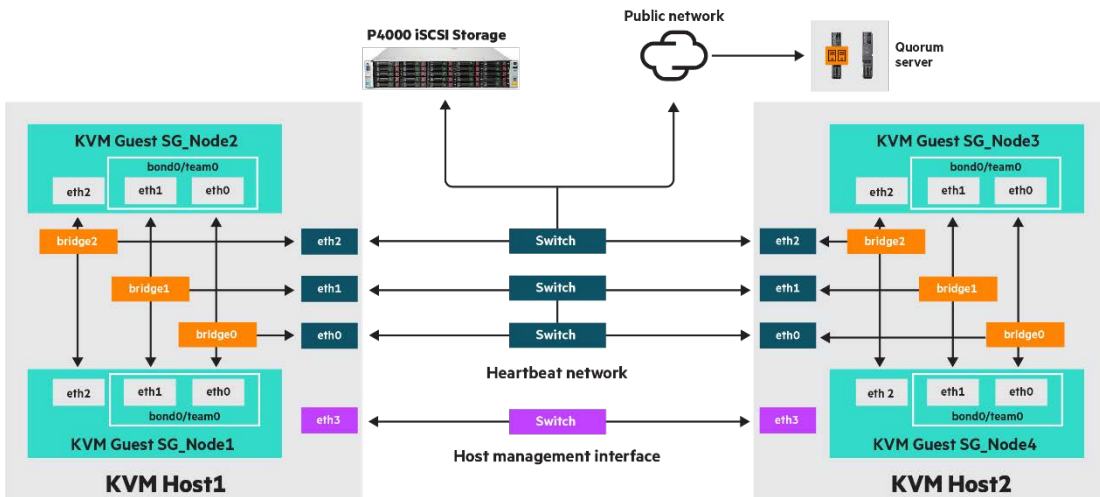 Public network
P4000 iSCSI Storage
Quorum
server
KVM Guest SG_Node2
bond0/team0
eth2
eth1
eth0
KVM Guest SG_Node3
bond0/team0
eth2
eth1
eth0
bridge2
eth2
Switch
eth2
bridge2
bridge1
eth1
Switch
eth1
bridge1
bridge0
eth0
Switch
eth0
bridge0
Heartbeat network
eth2
eth1
eth0
bond0/team0
KVM Guest SG_Node1
eth 2
eth1
eth0
bond0/team0
KVM Guest SG_Node4
eth3
Switch
eth3
Host management interface
KVM Host1
KVM Host2